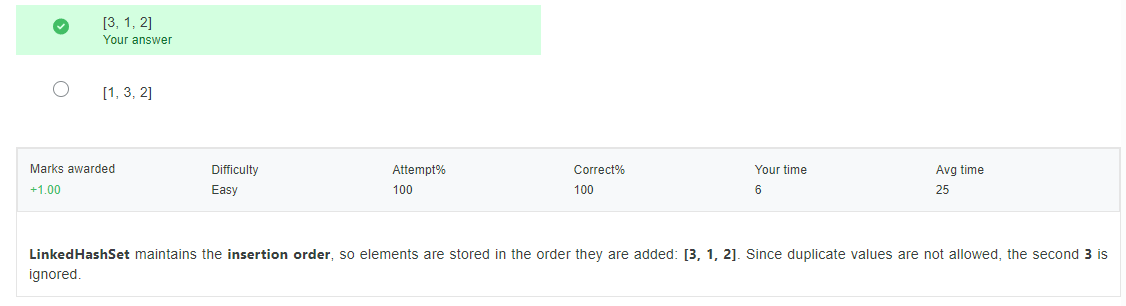 [3, 1, 2]
Your answer
[1, 3, 2]
Marks awarded Difficulty Attempt% Correct% Your time Avg time
+1.00 Easy 100 100 6 25
LinkedHashSet maintains the insertion order, so elements are stored in the order they are added: [3, 1, 2]. Since duplicate values are not allowed, the second 3 is
ignored.